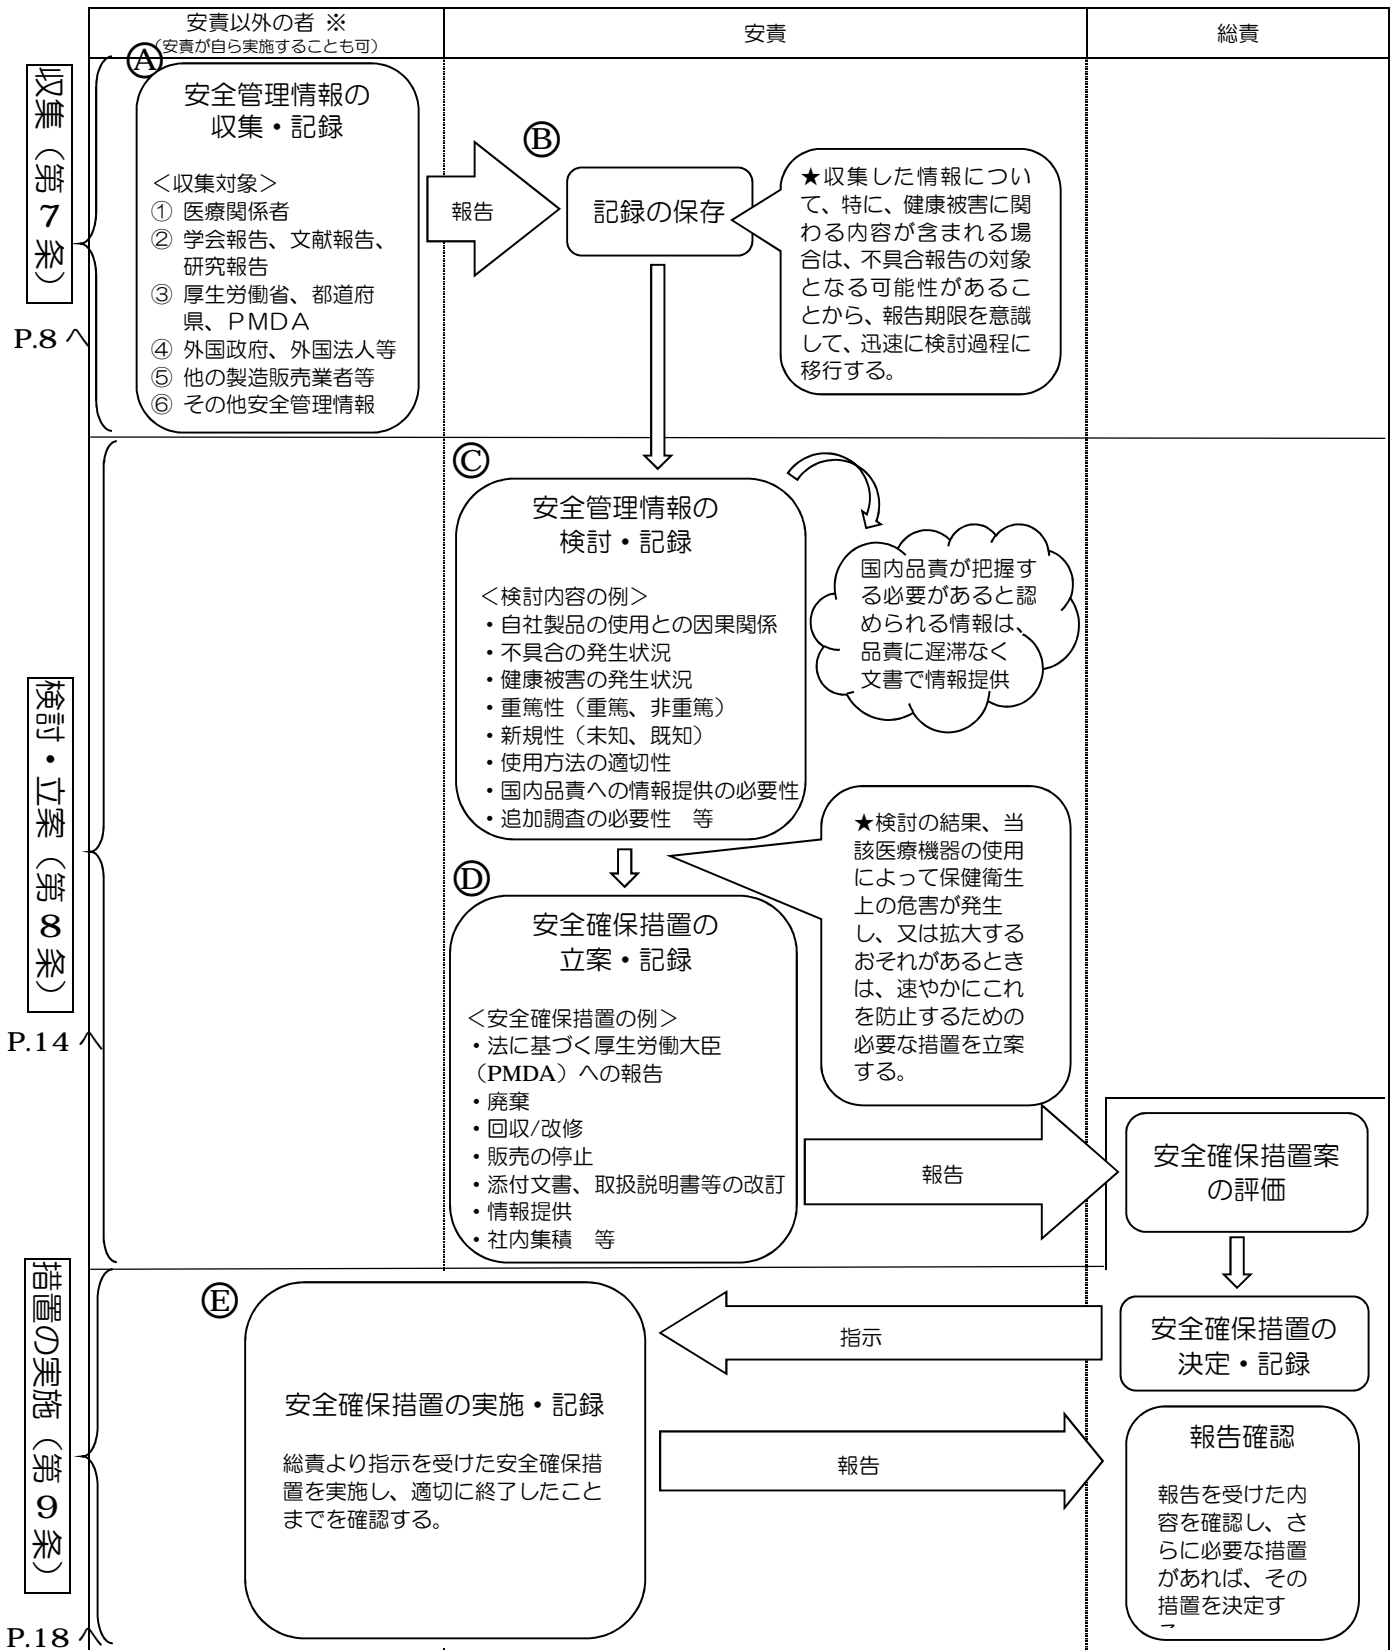 安責以外の者 ※
(安責が自ら実施することも可)
安責
総責
収集（第7条）
P.8 へ
Ⓐ
安全管理情報の
収集・記録
＜収集対象＞
① 医療関係者
② 学会報告、文献報告、
研究報告
③ 厚生労働省、都道府
県、ＰＭＤＡ
④ 外国政府、外国法人等
⑤ 他の製造販売業者等
⑥ その他安全管理情報
報告
Ⓑ
記録の保存
★収集した情報につい
て、特に、健康被害に関
わる内容が含まれる場
合は、不具合報告の対象
となる可能性があるこ
とから、報告期限を意識
して、迅速に検討過程に
移行する。
検討・立案（第8条）
P.14 へ
Ⓒ
安全管理情報の
検討・記録
＜検討内容の例＞
・自社製品の使用との因果関係
・不具合の発生状況
・健康被害の発生状況
・重篤性（重篤、非重篤）
・新規性（未知、既知）
・使用方法の適切性
・国内品責への情報提供の必要性
・追加調査の必要性　等
国内品責が把握す
る必要があると認
められる情報は、
品責に遅滞なく
文書で情報提供
★検討の結果、当
該医療機器の使用
によって保健衛生
上の危害が発生
し、又は拡大する
おそれがあるとき
は、速やかにこれ
を防止するための
必要な措置を立案
する。
Ⓓ
安全確保措置の
立案・記録
＜安全確保措置の例＞
・法に基づく厚生労働大臣
（PMDA）への報告
・廃棄
・回収/改修
・販売の停止
・添付文書、取扱説明書等の改訂
・情報提供
・社内集積　等
報告
安全確保措置案
の評価
措置の実施（第9条）
P.18 へ
Ⓔ
安全確保措置の実施・記録
総責より指示を受けた安全確保措
置を実施し、適切に終了したこと
までを確認する。
指示
安全確保措置の
決定・記録
報告
報告確認
報告を受けた内
容を確認し、さ
らに必要な措置
があれば、その
措置を決定す